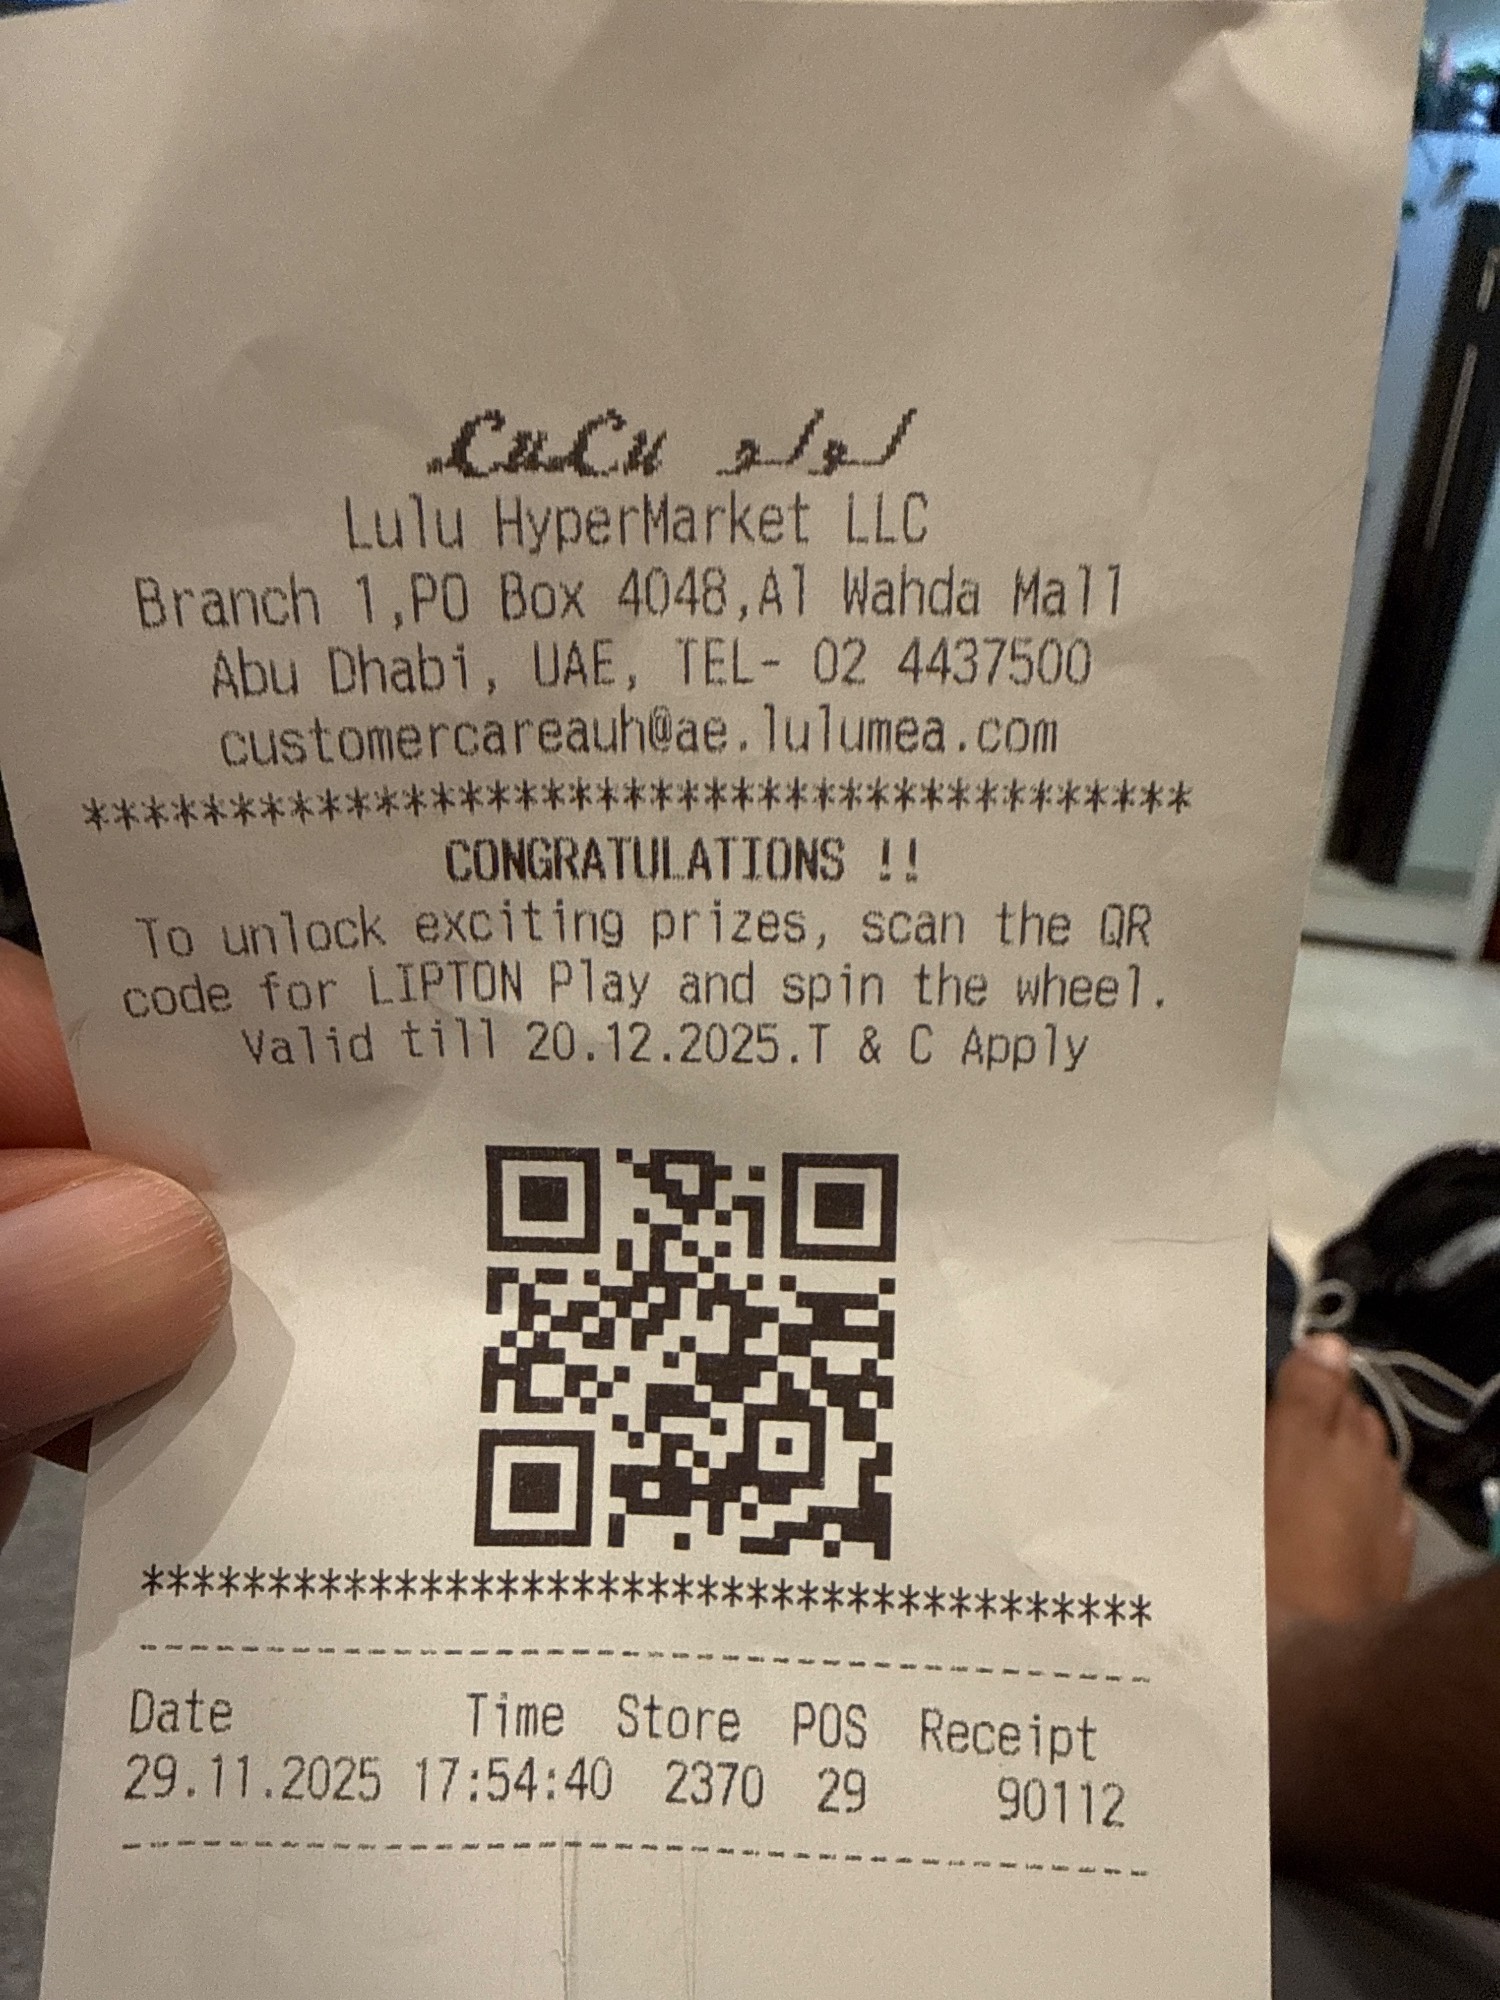 LuLu لولو
Lulu HyperMarket LLC
Branch 1,PO Box 4048,Al Wahda Mall
Abu Dhabi, UAE, TEL- 02 4437500
customercareauh@ae.lulumea.com
****************************************
CONGRATULATIONS !!
To unlock exciting prizes, scan the QR
code for LIPTON Play and spin the wheel.
Valid till 20.12.2025.T & C Apply
****************************************
----------------------------------------
Date Time Store POS Receipt
29.11.2025 17:54:40 2370 29 90112
----------------------------------------